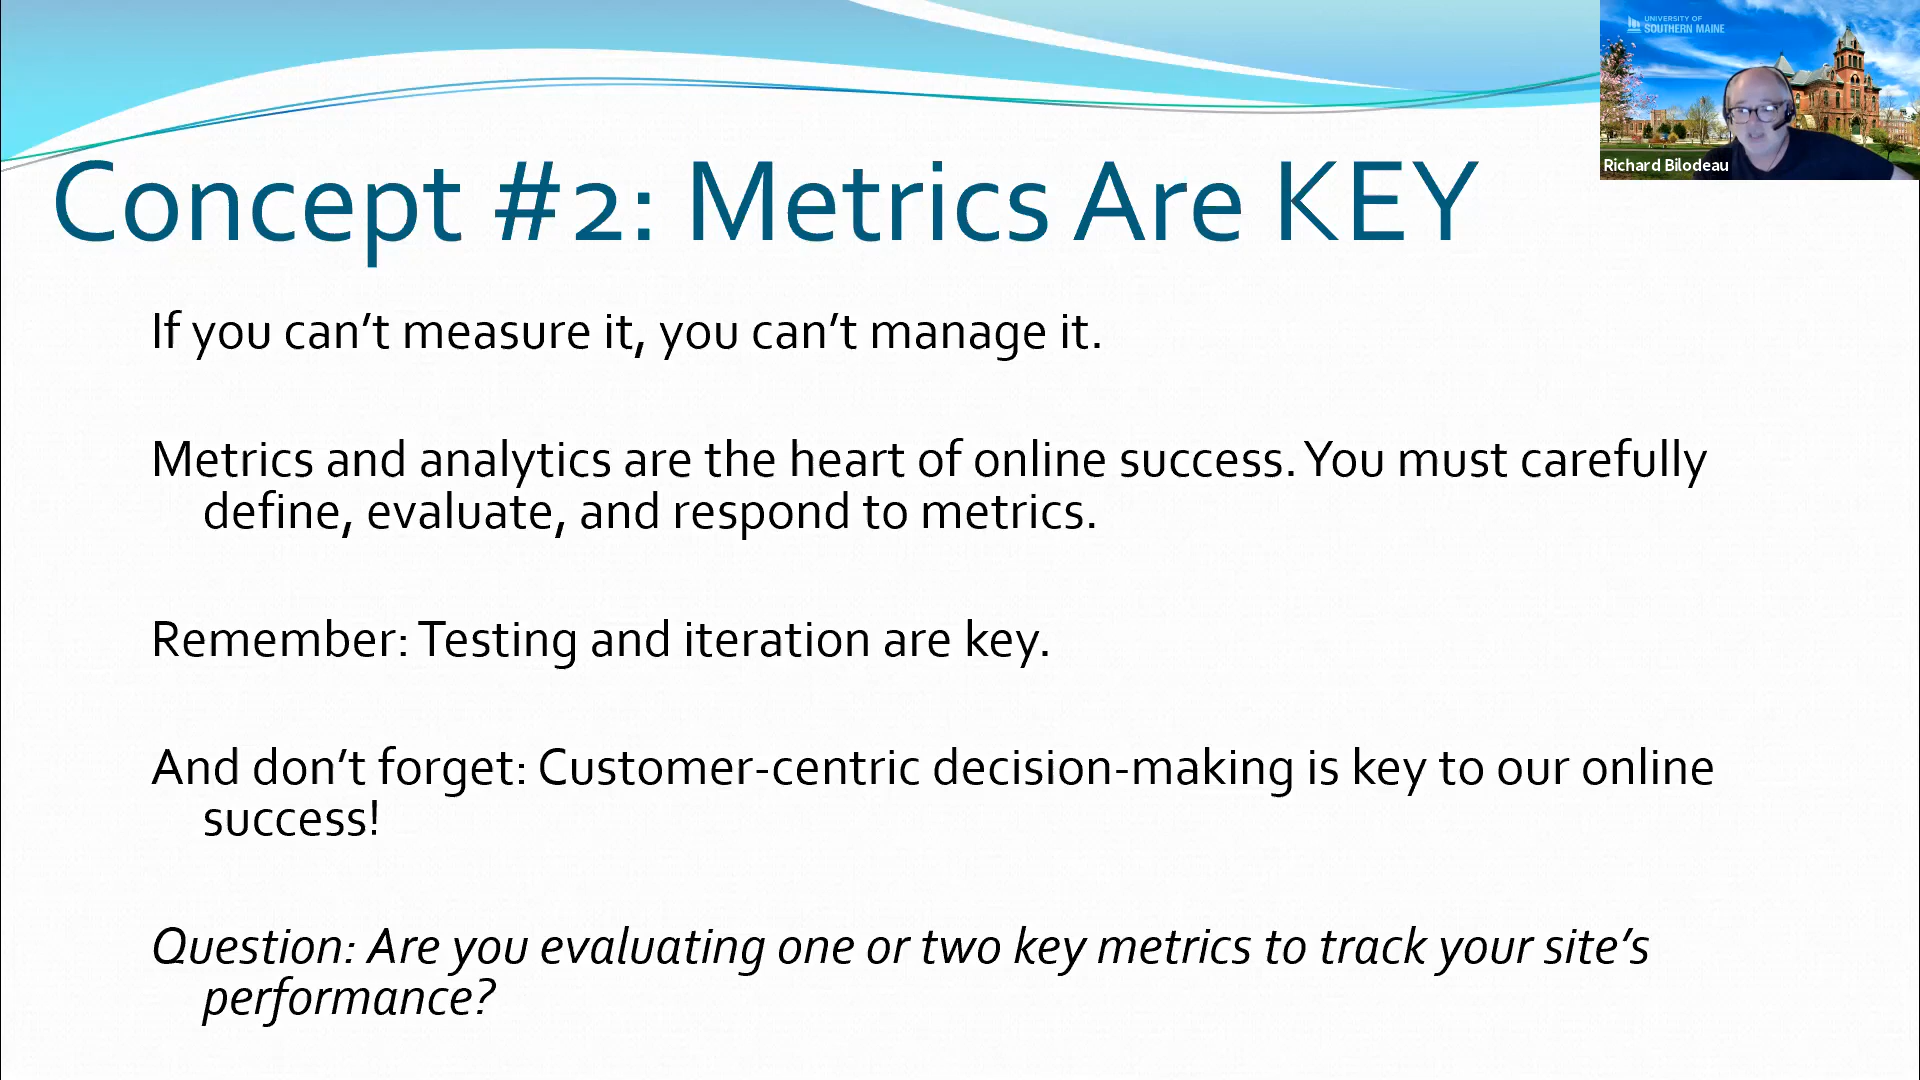 UNIVERSITY OF
SOUTHERN MAINE
Richard Bilodeau
Concept #2: Metrics Are KEY
If you can’t measure it, you can’t manage it.
Metrics and analytics are the heart of online success. You must carefully
define, evaluate, and respond to metrics.
Remember: Testing and iteration are key.
And don’t forget: Customer-centric decision-making is key to our online
success!
Question: Are you evaluating one or two key metrics to track your site’s
performance?